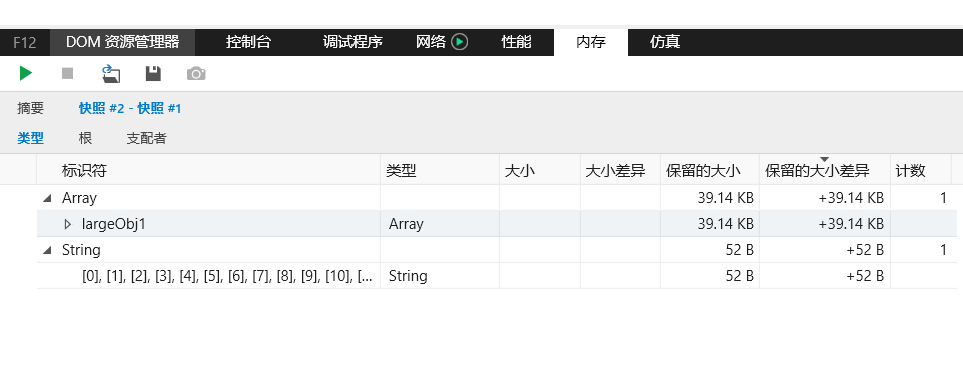 F12 DOM 资源管理器 控制台 调试程序 网络 性能 内存 仿真
摘要 快照 #2 - 快照 #1
类型 根 支配者
标识符 类型 大小 大小差异 保留的大小 保留的大小差异 计数
Array 39.14 KB +39.14 KB 1
largeObj1 Array 39.14 KB +39.14 KB
String 52 B +52 B 1
[0], [1], [2], [3], [4], [5], [6], [7], [8], [9], [10], [... String 52 B +52 B